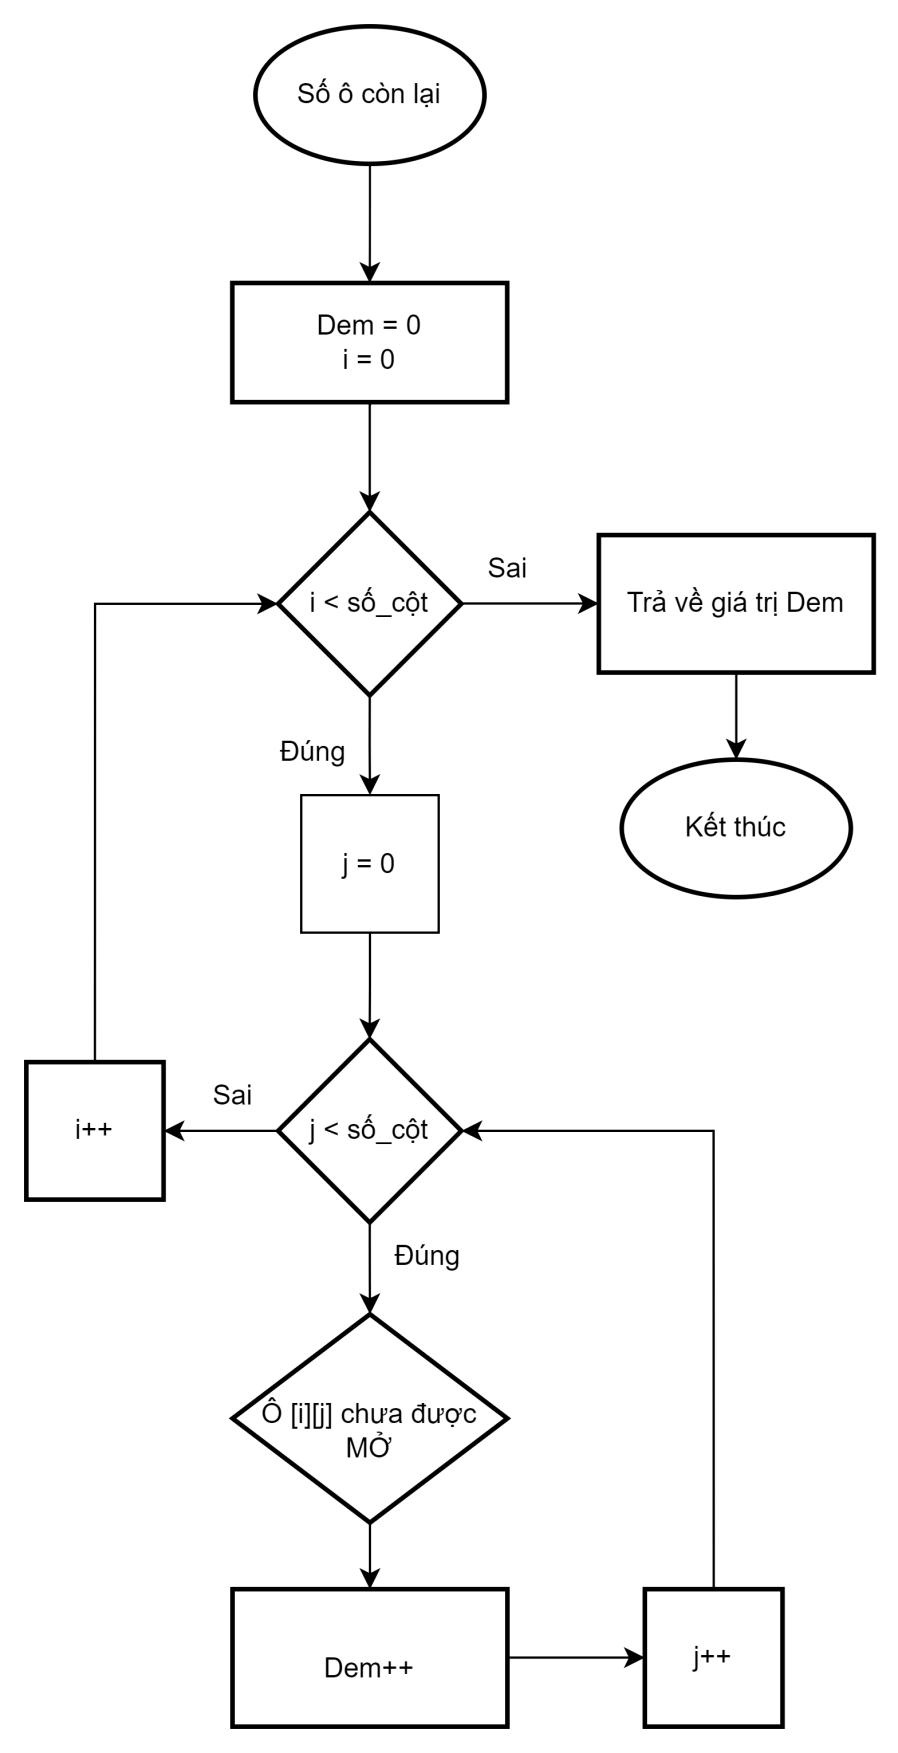 Số ô còn lại
Dem = 0
i = 0
i < số_cột
Sai
Trả về giá trị Dem
Đúng
Kết thúc
j = 0
Sai
i++
j < số_cột
Đúng
Ô [i][j] chưa được
MỞ
Dem++
j++